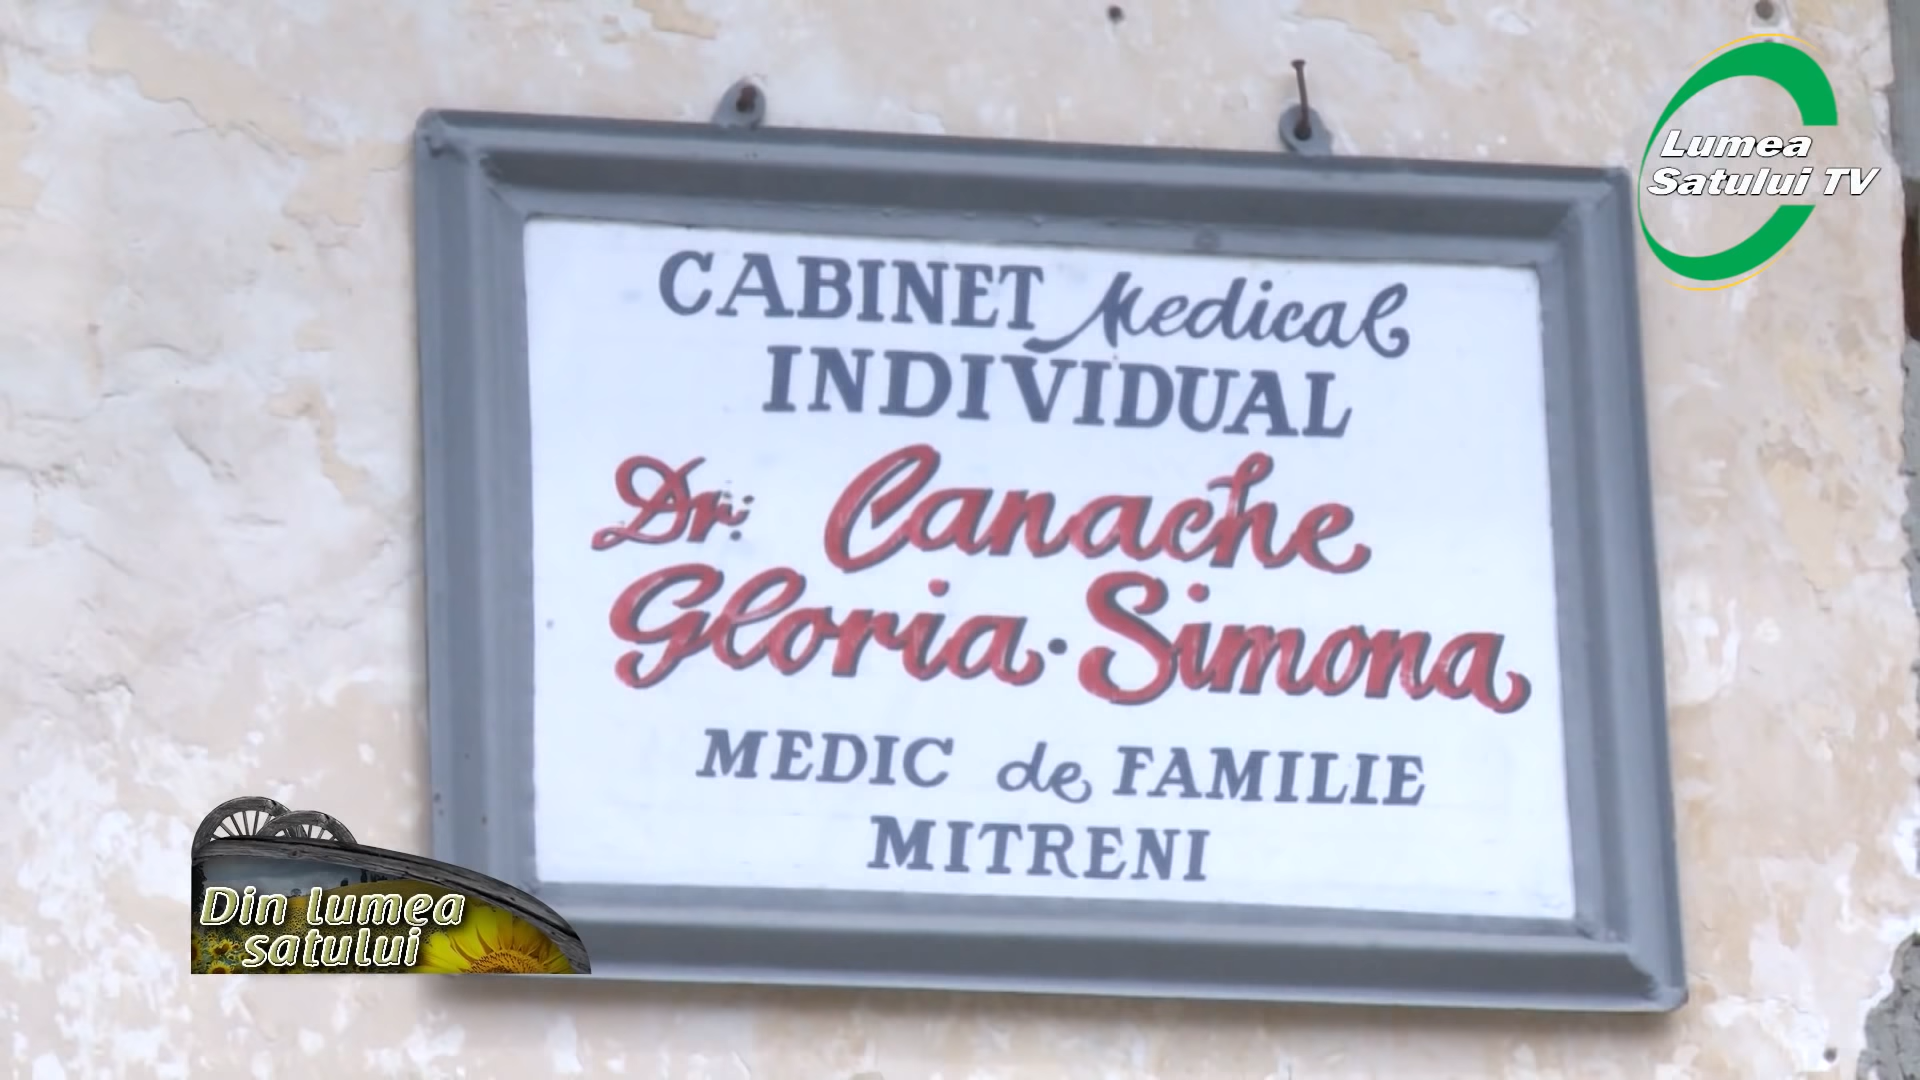 Lumea
Satului TV
CABINET Medical
INDIVIDUAL
Dr: Canache
Gloria·Simona
MEDIC de FAMILIE
MITRENI
Din lumea
satului